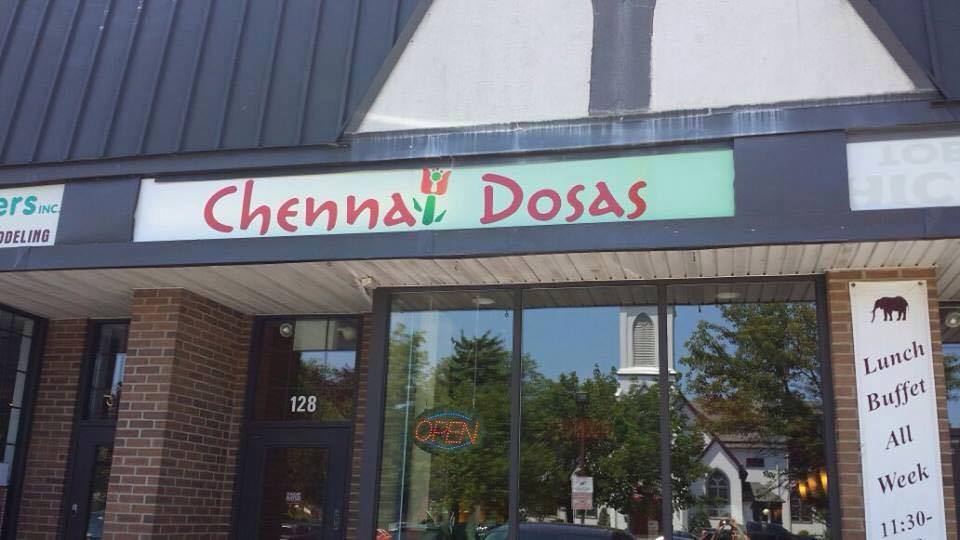 ers INC.
ODELING
Chennai Dosas
128
OPEN
Lunch
Buffet
All
Week
11:30-